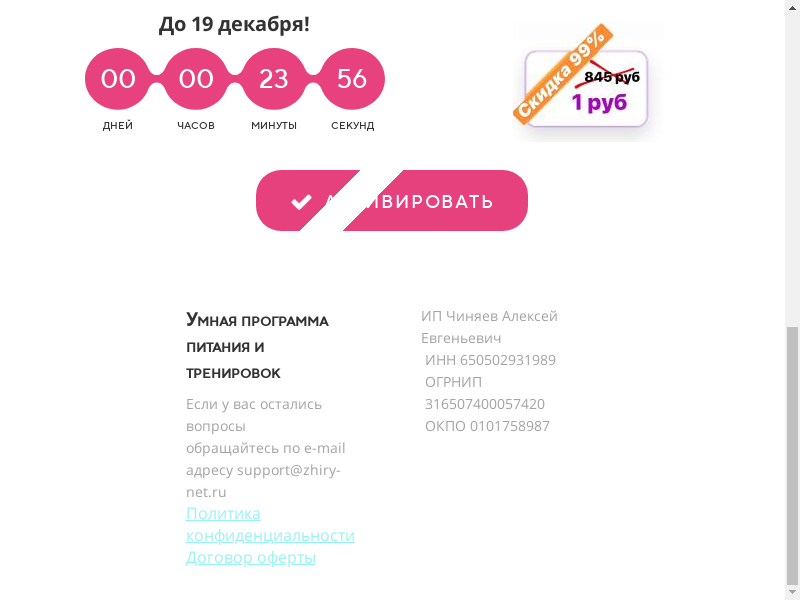 До 19 декабря!
00 00 23 56
ДНЕЙ ЧАСОВ МИНУТЫ СЕКУНД
Скидка 99%
845 руб
1 руб
Умная программа
питания и
тренировок
Если у вас остались
вопросы
обращайтесь по e-mail
адресу support@zhiry-
net.ru
Политика
конфиденциальности
Договор оферты
ИП Чиняев Алексей
Евгеньевич
ИНН 650502931989
ОГРНИП
316507400057420
ОКПО 0101758987